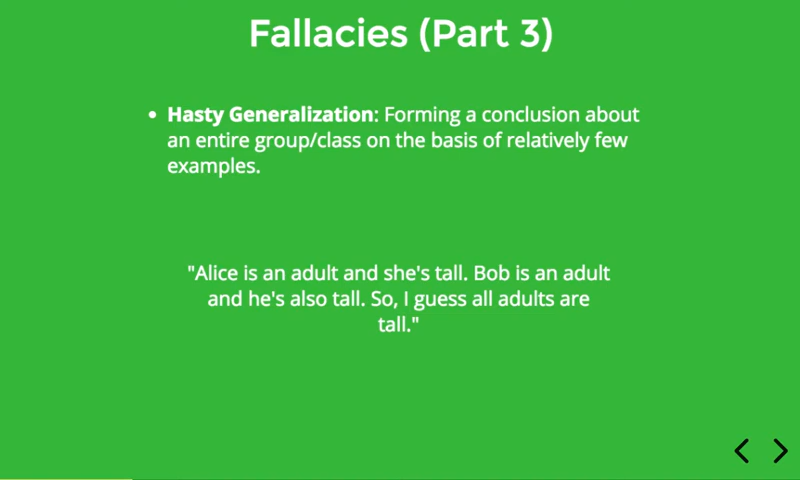 Fallacies (Part 3)
• Hasty Generalization: Forming a conclusion about
an entire group/class on the basis of relatively few
examples.
"Alice is an adult and she's tall. Bob is an adult
and he's also tall. So, I guess all adults are
tall."